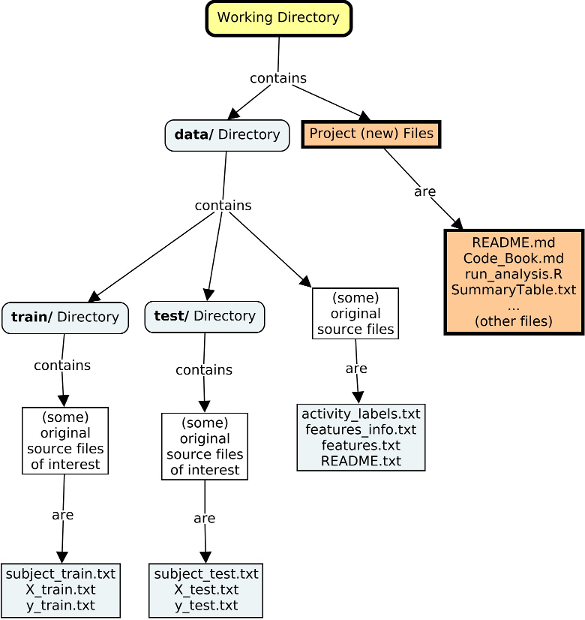 Working Directory
contains
data/ Directory
Project (new) Files
are
contains
README.md
Code_Book.md
run_analysis.R
SummaryTable.txt
...
(other files)
train/ Directory
test/ Directory
(some)
original
source files
contains
contains
are
(some)
original
source files
of interest
(some)
original
source files
of interest
activity_labels.txt
features_info.txt
features.txt
README.txt
are
are
subject_train.txt
X_train.txt
y_train.txt
subject_test.txt
X_test.txt
y_test.txt